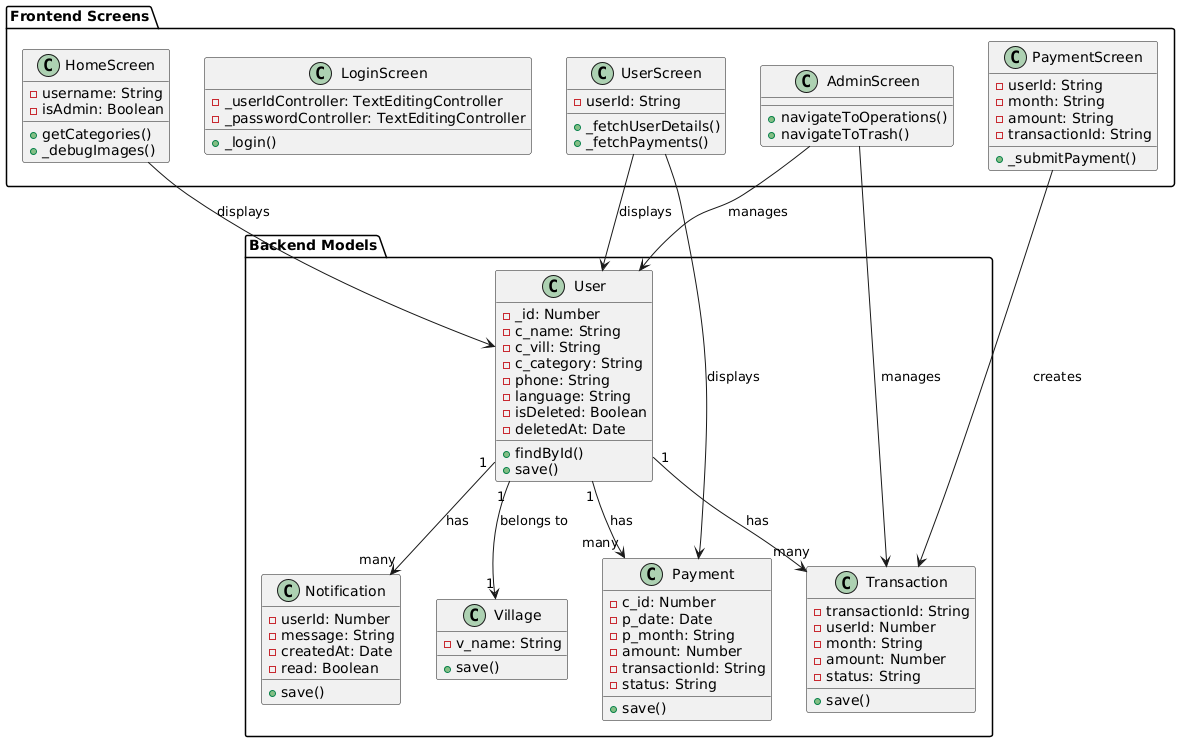 Frontend Screens
C HomeScreen
username: String
isAdmin: Boolean
getCategories()
_debugImages()
C LoginScreen
_userIdController: TextEditingController
_passwordController: TextEditingController
_login()
C UserScreen
userId: String
_fetchUserDetails()
_fetchPayments()
C AdminScreen
navigateToOperations()
navigateToTrash()
C PaymentScreen
userId: String
month: String
amount: String
transactionId: String
_submitPayment()
displays
displays
manages
Backend Models
C User
_id: Number
c_name: String
c_vill: String
c_category: String
phone: String
language: String
isDeleted: Boolean
deletedAt: Date
findById()
save()
displays
manages
creates
1
has
many
1
belongs to
1
1
has
many
1
has
many
C Notification
userId: Number
message: String
createdAt: Date
read: Boolean
save()
C Village
v_name: String
save()
C Payment
c_id: Number
p_date: Date
p_month: String
amount: Number
transactionId: String
status: String
save()
C Transaction
transactionId: String
userId: Number
month: String
amount: Number
status: String
save()